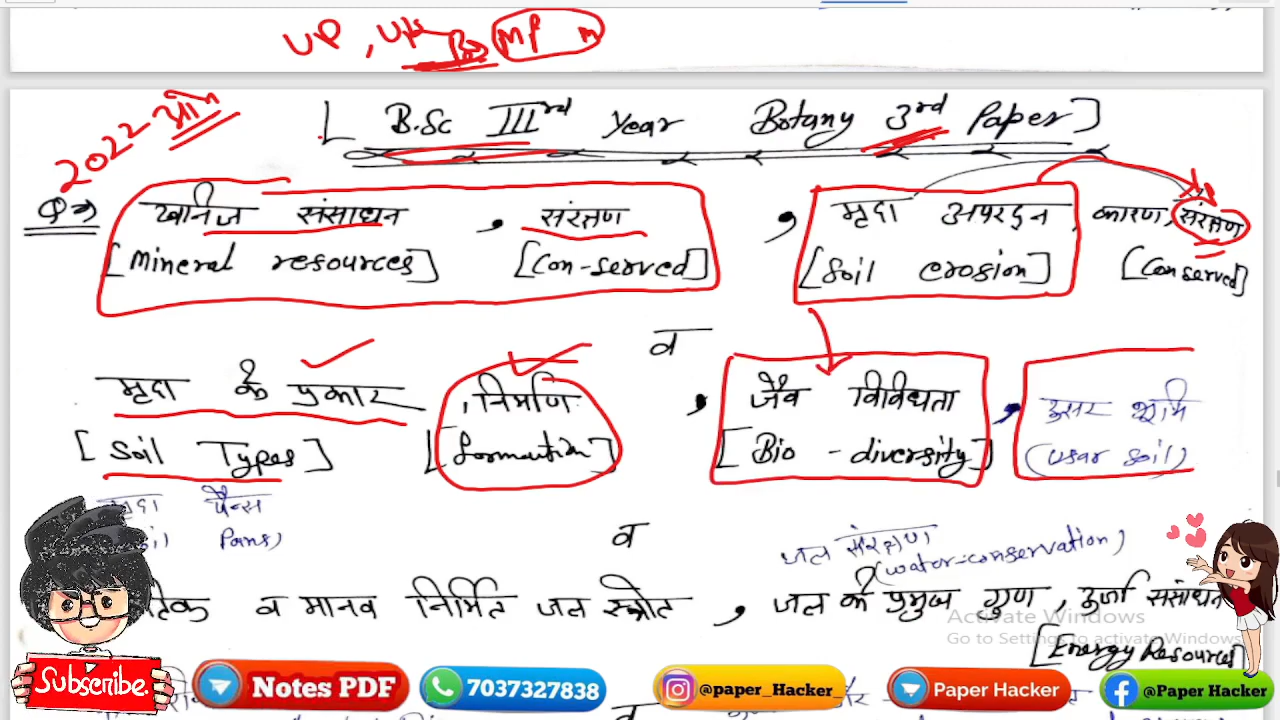 UP, UK, MP
2022
[ B.Sc IIIrd Year Botany 3rd Paper ]
Q⇒ खनिज संसाधन , संरक्षण , मृदा अपरदन कारण, संरक्षण
[Mineral resources] [Con-served] [Soil erosion] [Conserved]
व
मृदा के प्रकार , निर्माण , जैव विविधता , उसर भूमि
[Soil Types] [formation] [Bio-diversity] (Usar soil)
पैन्स
Pans)
व जल संरक्षण
(water-conservation)
व मानव निर्मित जल स्त्रोत , जल के प्रमुख गुण , उर्जा संसाधन
Activate Windows
Go to Settings to activate Windows.
[Energy Resources]
Subscribe.
Notes PDF
7037327838
@paper_Hacker_
Paper Hacker
@Paper Hacker
व